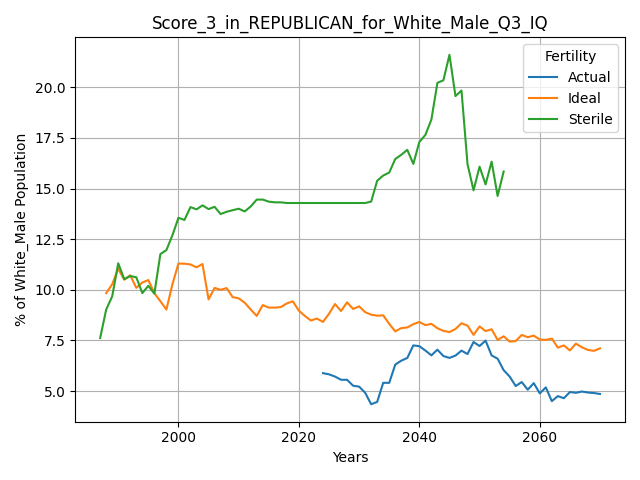 Score_3_in_REPUBLICAN_for_White_Male_Q3_IQ
Fertility
Actual
Ideal
Sterile
% of White_Male Population
20.0
17.5
15.0
12.5
10.0
7.5
5.0
2000
2020
2040
2060
Years